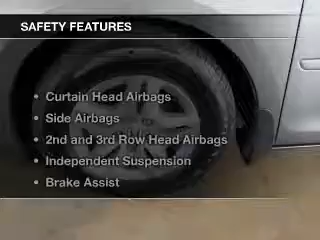 SAFETY FEATURES
• Curtain Head Airbags
• Side Airbags
• 2nd and 3rd Row Head Airbags
• Independent Suspension
• Brake Assist